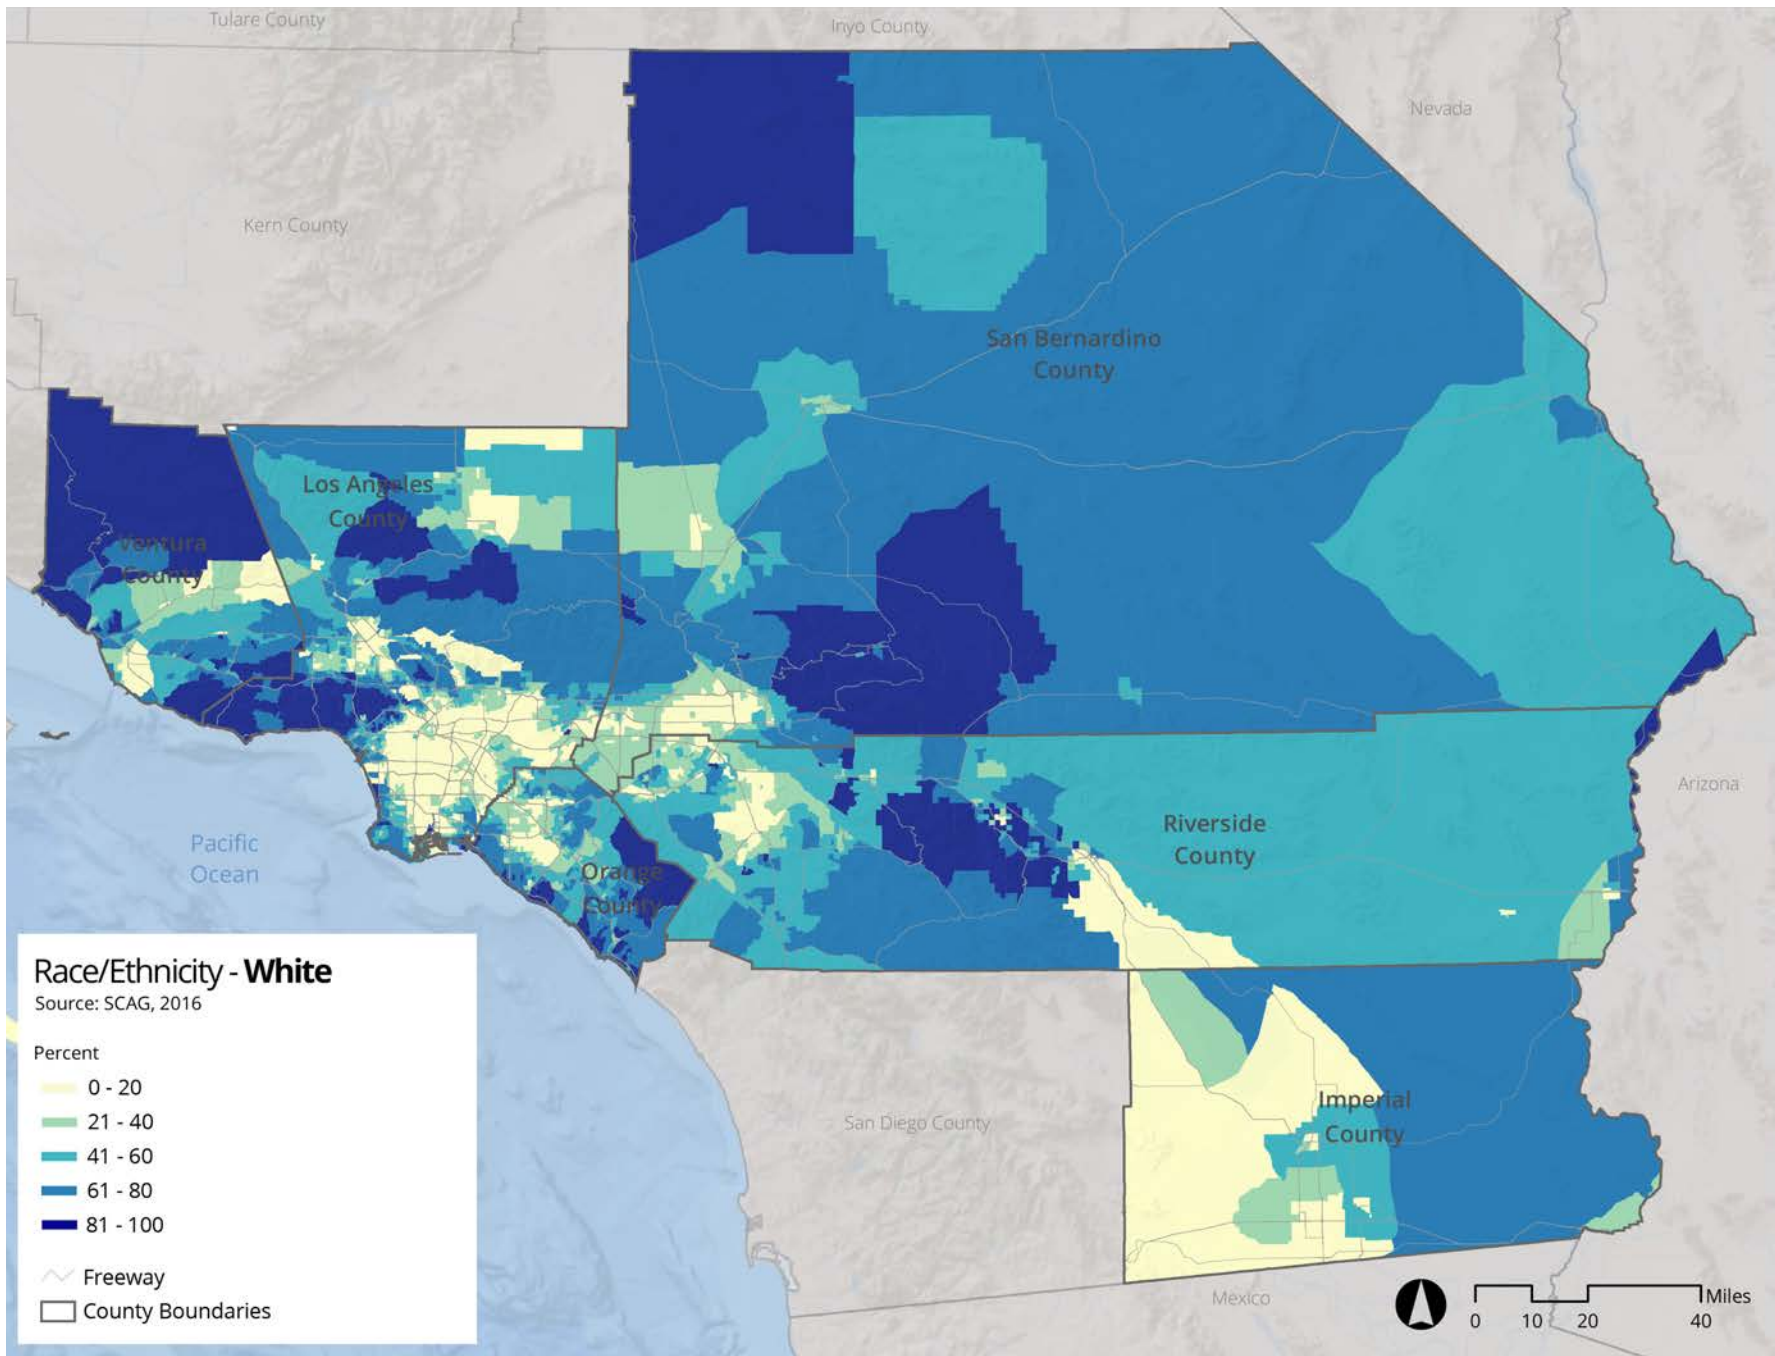 Tulare County
Inyo County
Nevada
Kern County
San Bernardino
County
Los Angeles
County
Ventura
County
Arizona
Riverside
County
Pacific
Ocean
Orange
County
Race/Ethnicity - White
Source: SCAG, 2016
Percent
0 - 20
21 - 40
41 - 60
61 - 80
81 - 100
Freeway
County Boundaries
San Diego County
Imperial
County
Mexico
Miles
0 10 20 40